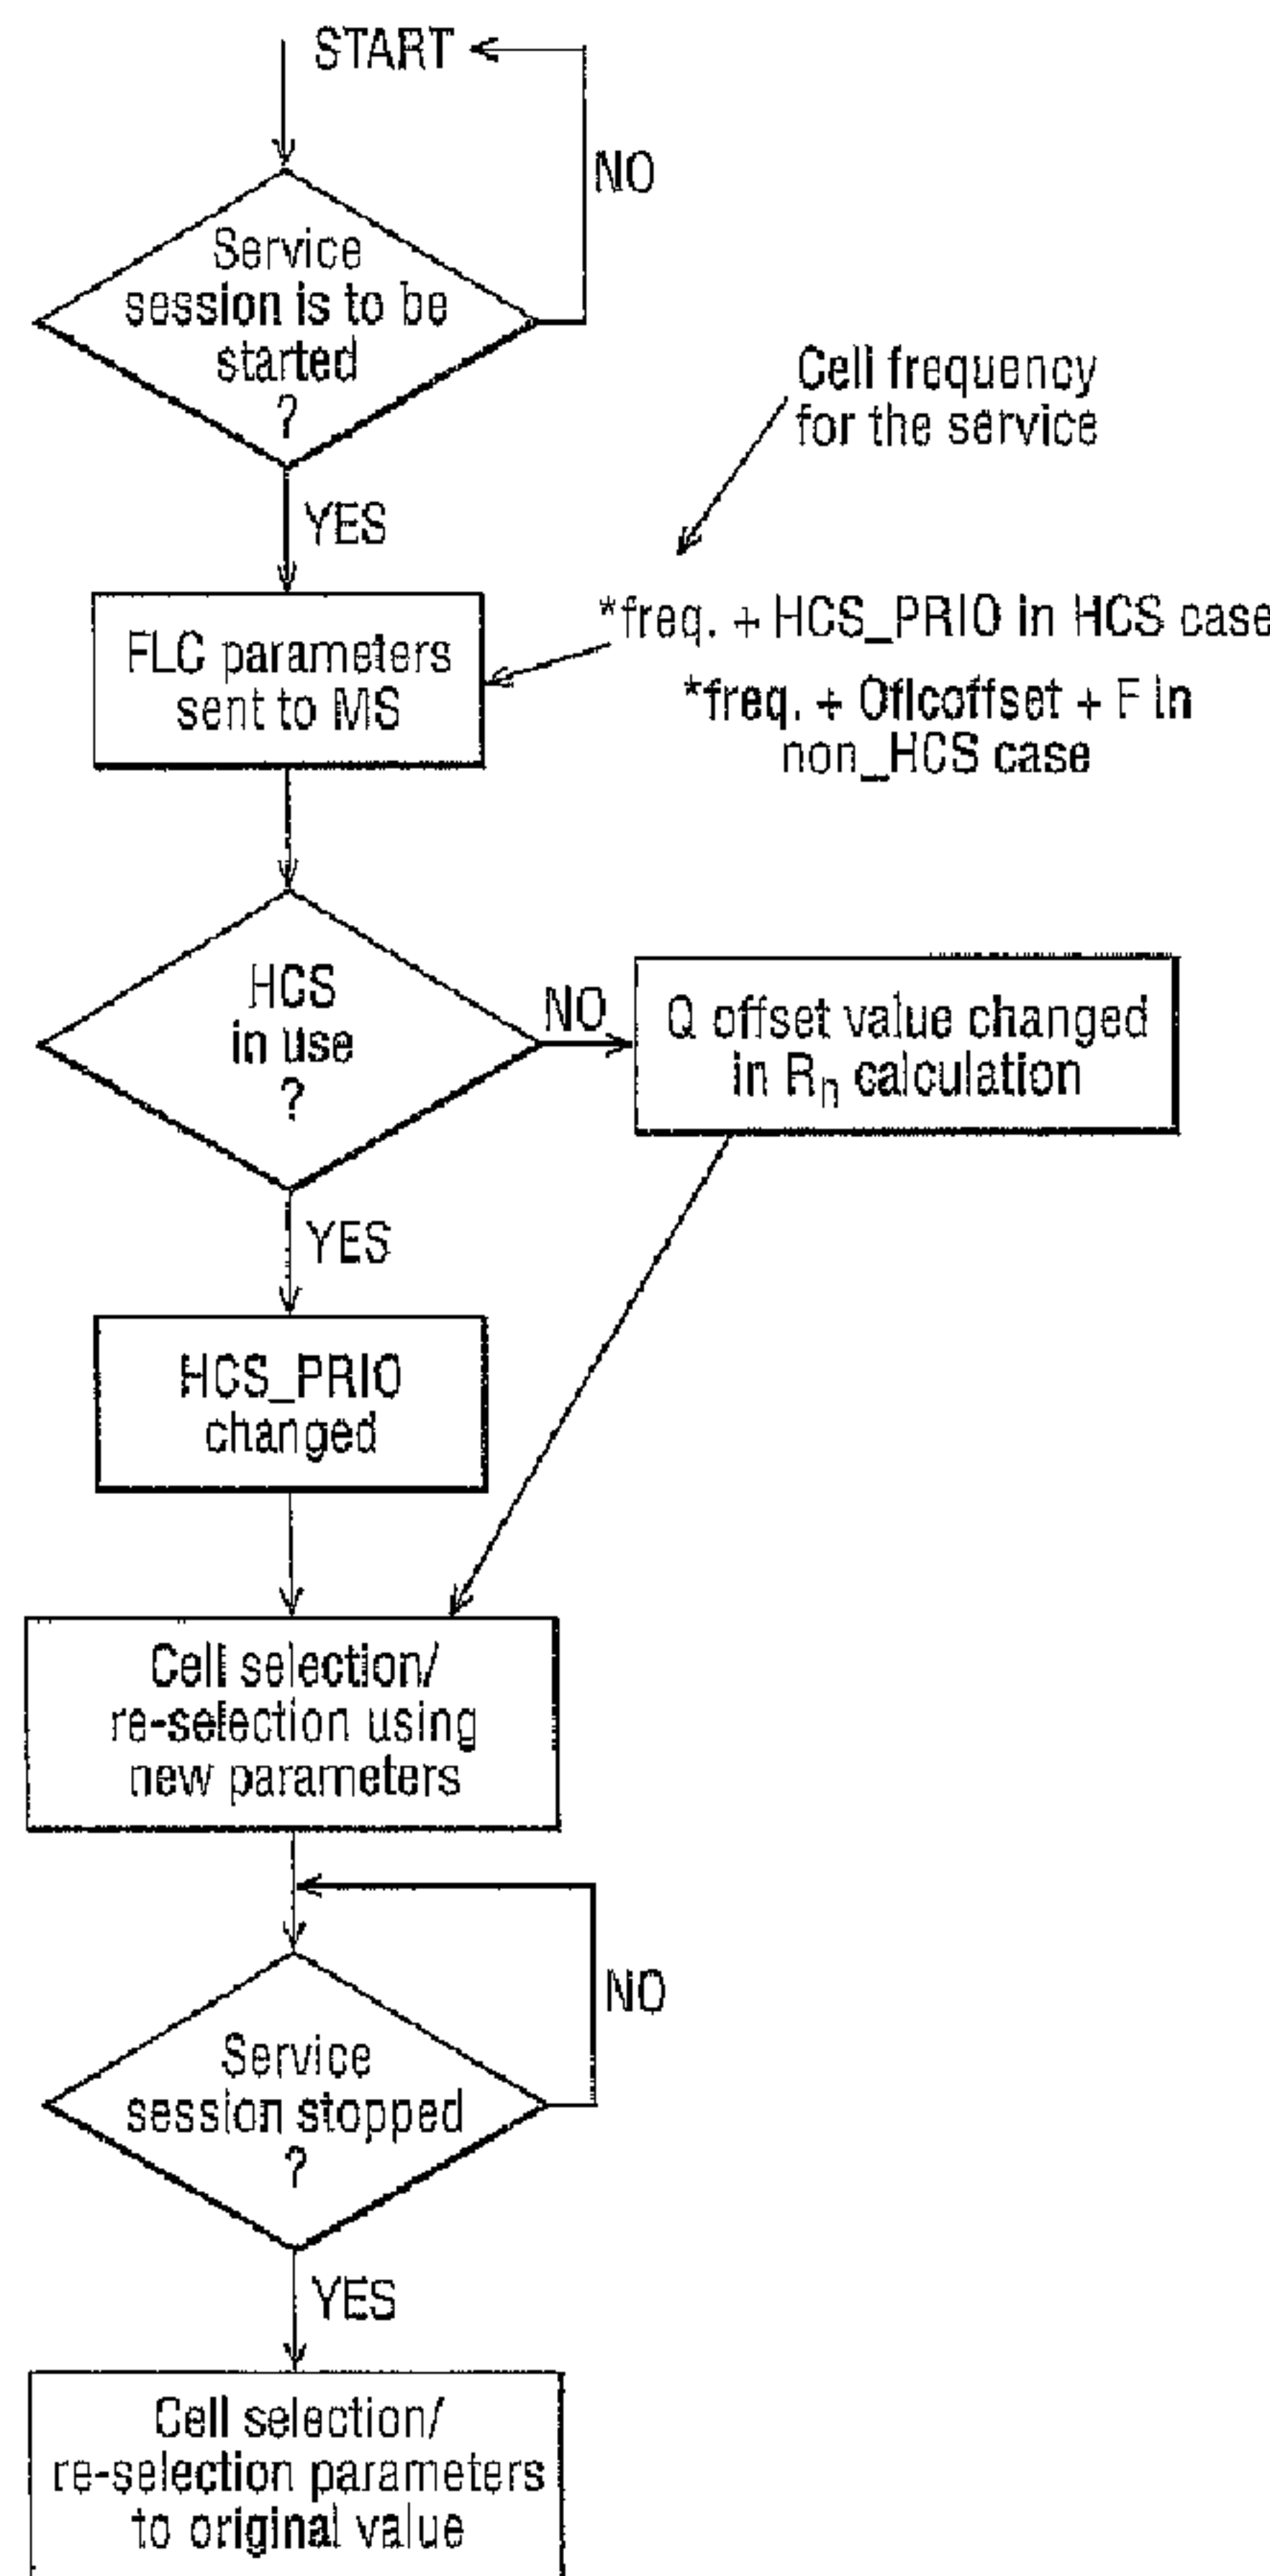 START
NO
Service
session is to be
started
?
Cell frequency
for the service
YES
*freq. + HCS_PRIO in HCS case
FLC parameters
sent to MS
*freq. + Oflcoffset + F in
non_HCS case
HCS
in use
?
NO
Q offset value changed
in Rn calculation
YES
HCS_PRIO
changed
Cell selection/
re-selection using
new parameters
NO
Service
session stopped
?
YES
Cell selection/
re-selection parameters
to original value